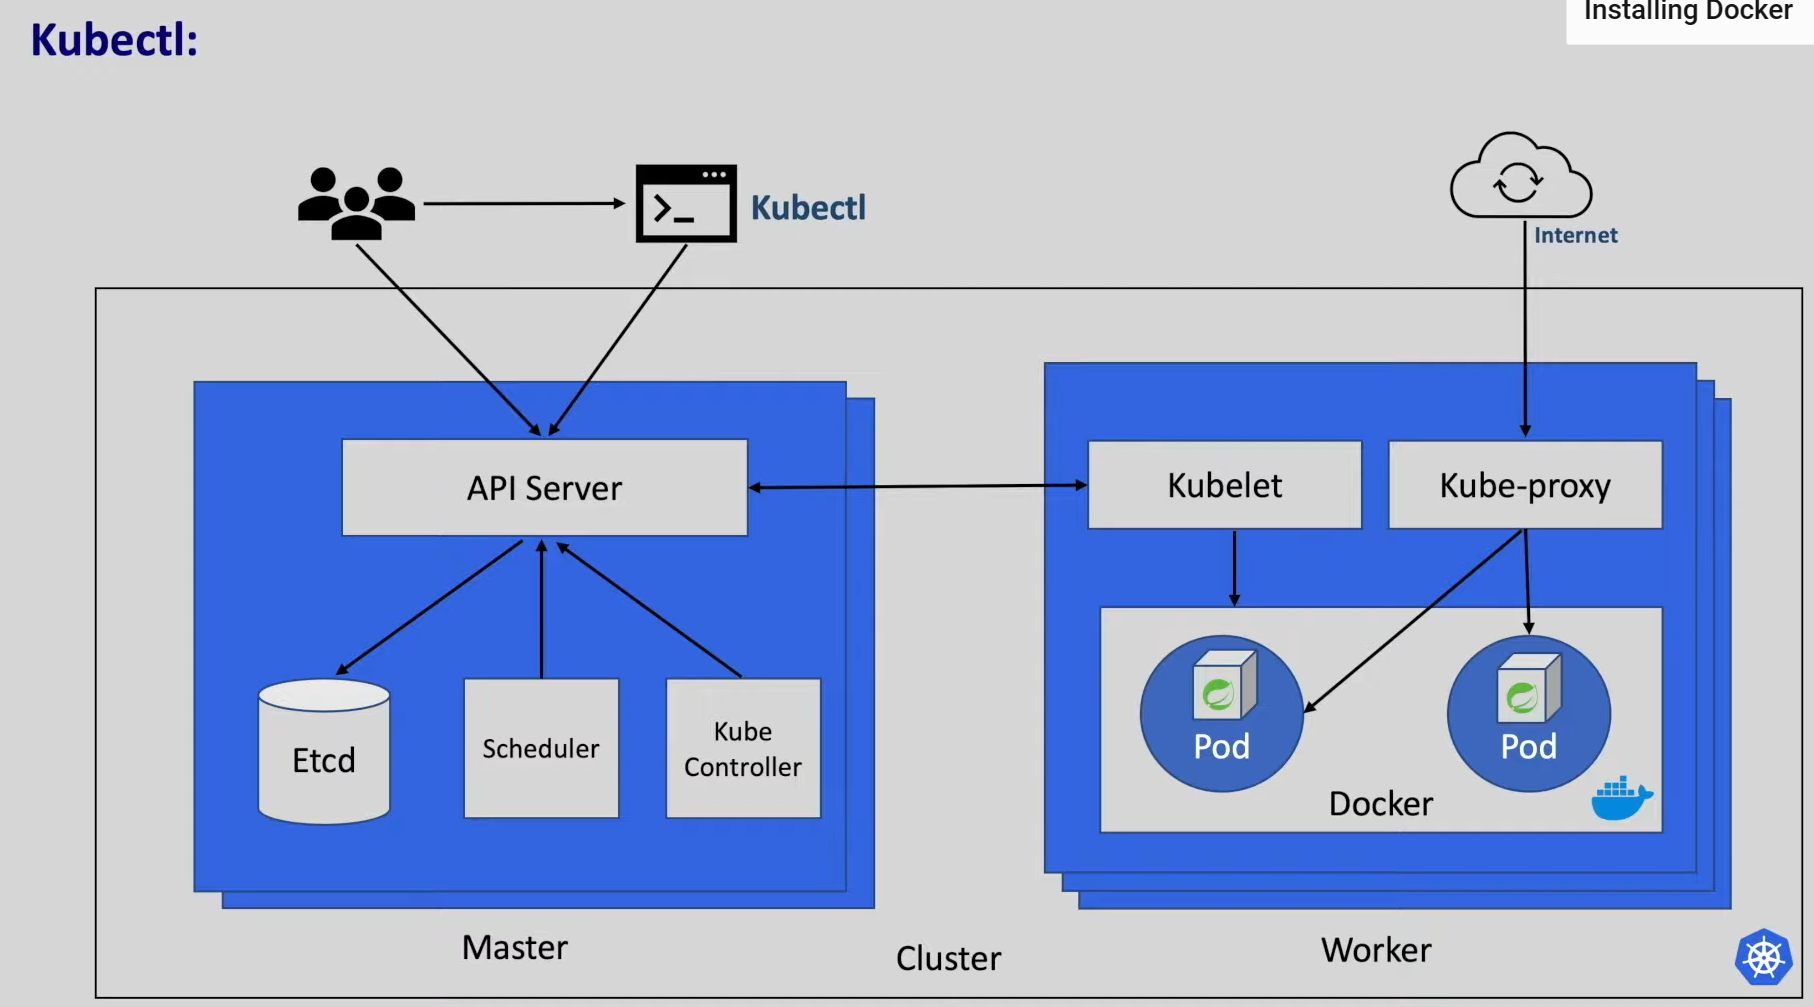 Installing Docker
Kubectl:
Kubectl
Internet
API Server
Kubelet
Kube-proxy
Etcd
Scheduler
Kube
Controller
Pod
Pod
Docker
Master
Cluster
Worker